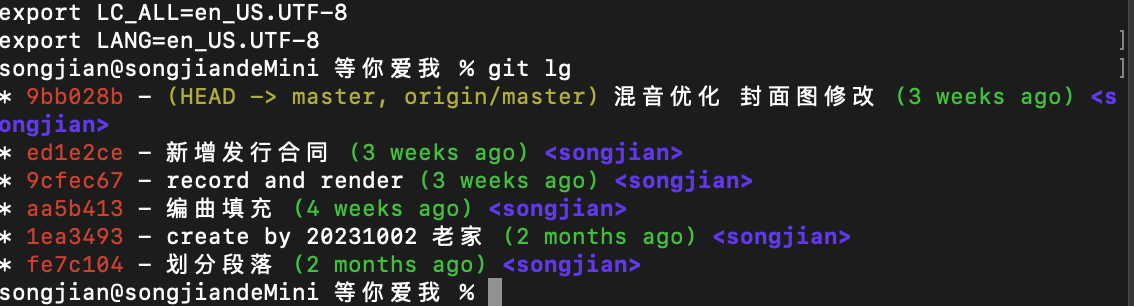 export LC_ALL=en_US.UTF-8
export LANG=en_US.UTF-8 ]
songjian@songjiandeMini 等你爱我 % git lg ]
* 9bb028b - (HEAD -> master, origin/master) 混音优化 封面图修改 (3 weeks ago) <s
ongjian>
* ed1e2ce - 新增发行合同 (3 weeks ago) <songjian>
* 9cfec67 - record and render (3 weeks ago) <songjian>
* aa5b413 - 编曲填充 (4 weeks ago) <songjian>
* 1ea3493 - create by 20231002 老家 (2 months ago) <songjian>
* fe7c104 - 划分段落 (2 months ago) <songjian>
songjian@songjiandeMini 等你爱我 %